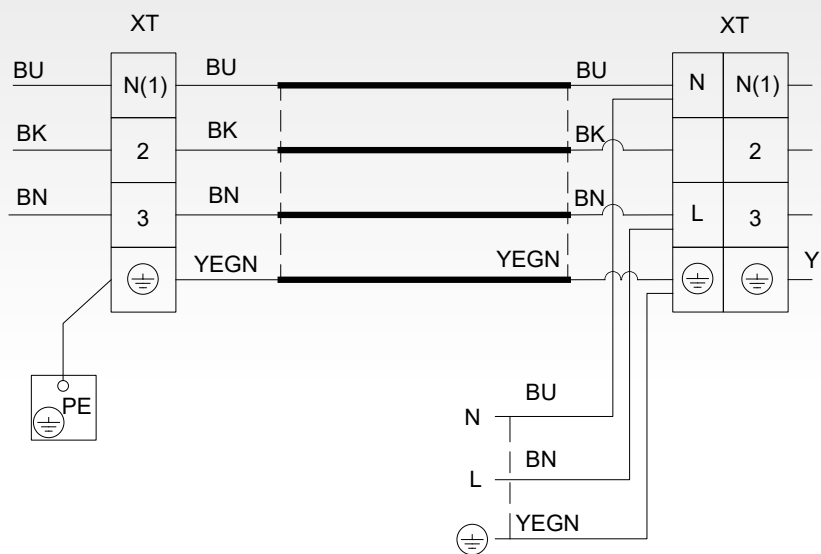 XT
XT
BU
BU
BU
N(1)
N
N(1)
BK
BK
BK
2
2
BN
BN
BN
3
L
3
YEGN
YEGN
Y
PE
N
BU
L
BN
YEGN